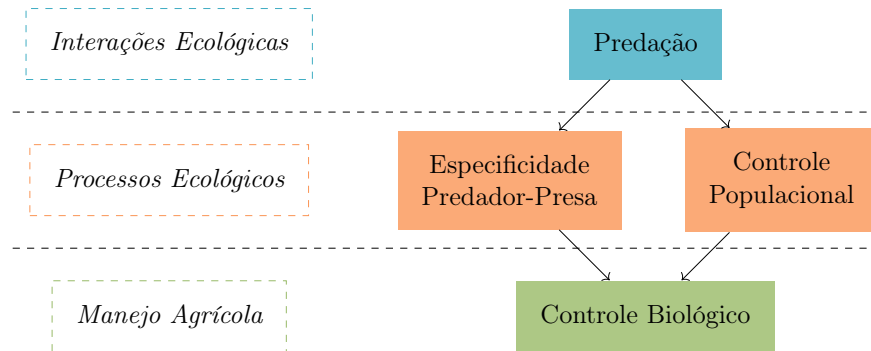 Interações Ecológicas
Predação
Processos Ecológicos
Especificidade
Predador-Presa
Controle
Populacional
Manejo Agrícola
Controle Biológico